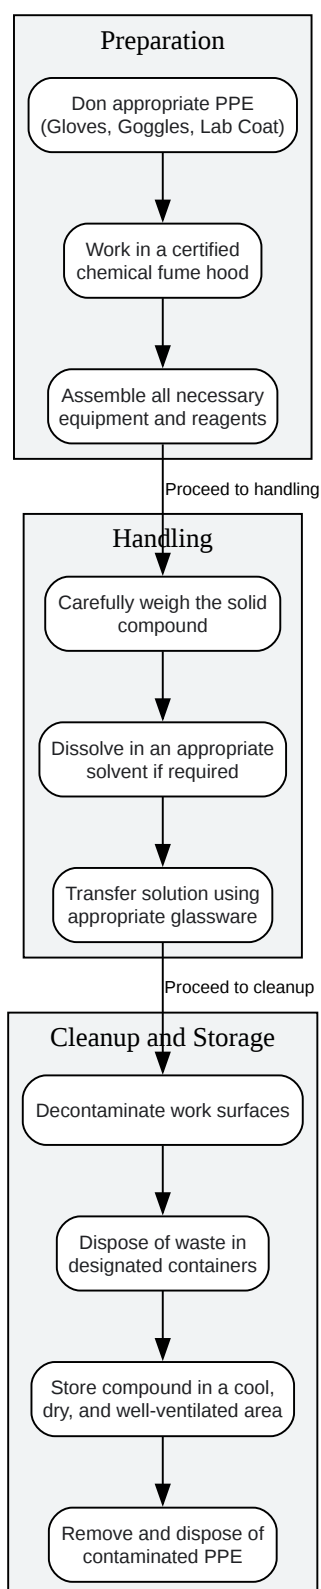 Preparation
Don appropriate PPE
(Gloves, Goggles, Lab Coat)
Work in a certified
chemical fume hood
Assemble all necessary
equipment and reagents
Proceed to handling
Handling
Carefully weigh the solid
compound
Dissolve in an appropriate
solvent if required
Transfer solution using
appropriate glassware
Proceed to cleanup
Cleanup and Storage
Decontaminate work surfaces
Dispose of waste in
designated containers
Store compound in a cool,
dry, and well-ventilated area
Remove and dispose of
contaminated PPE